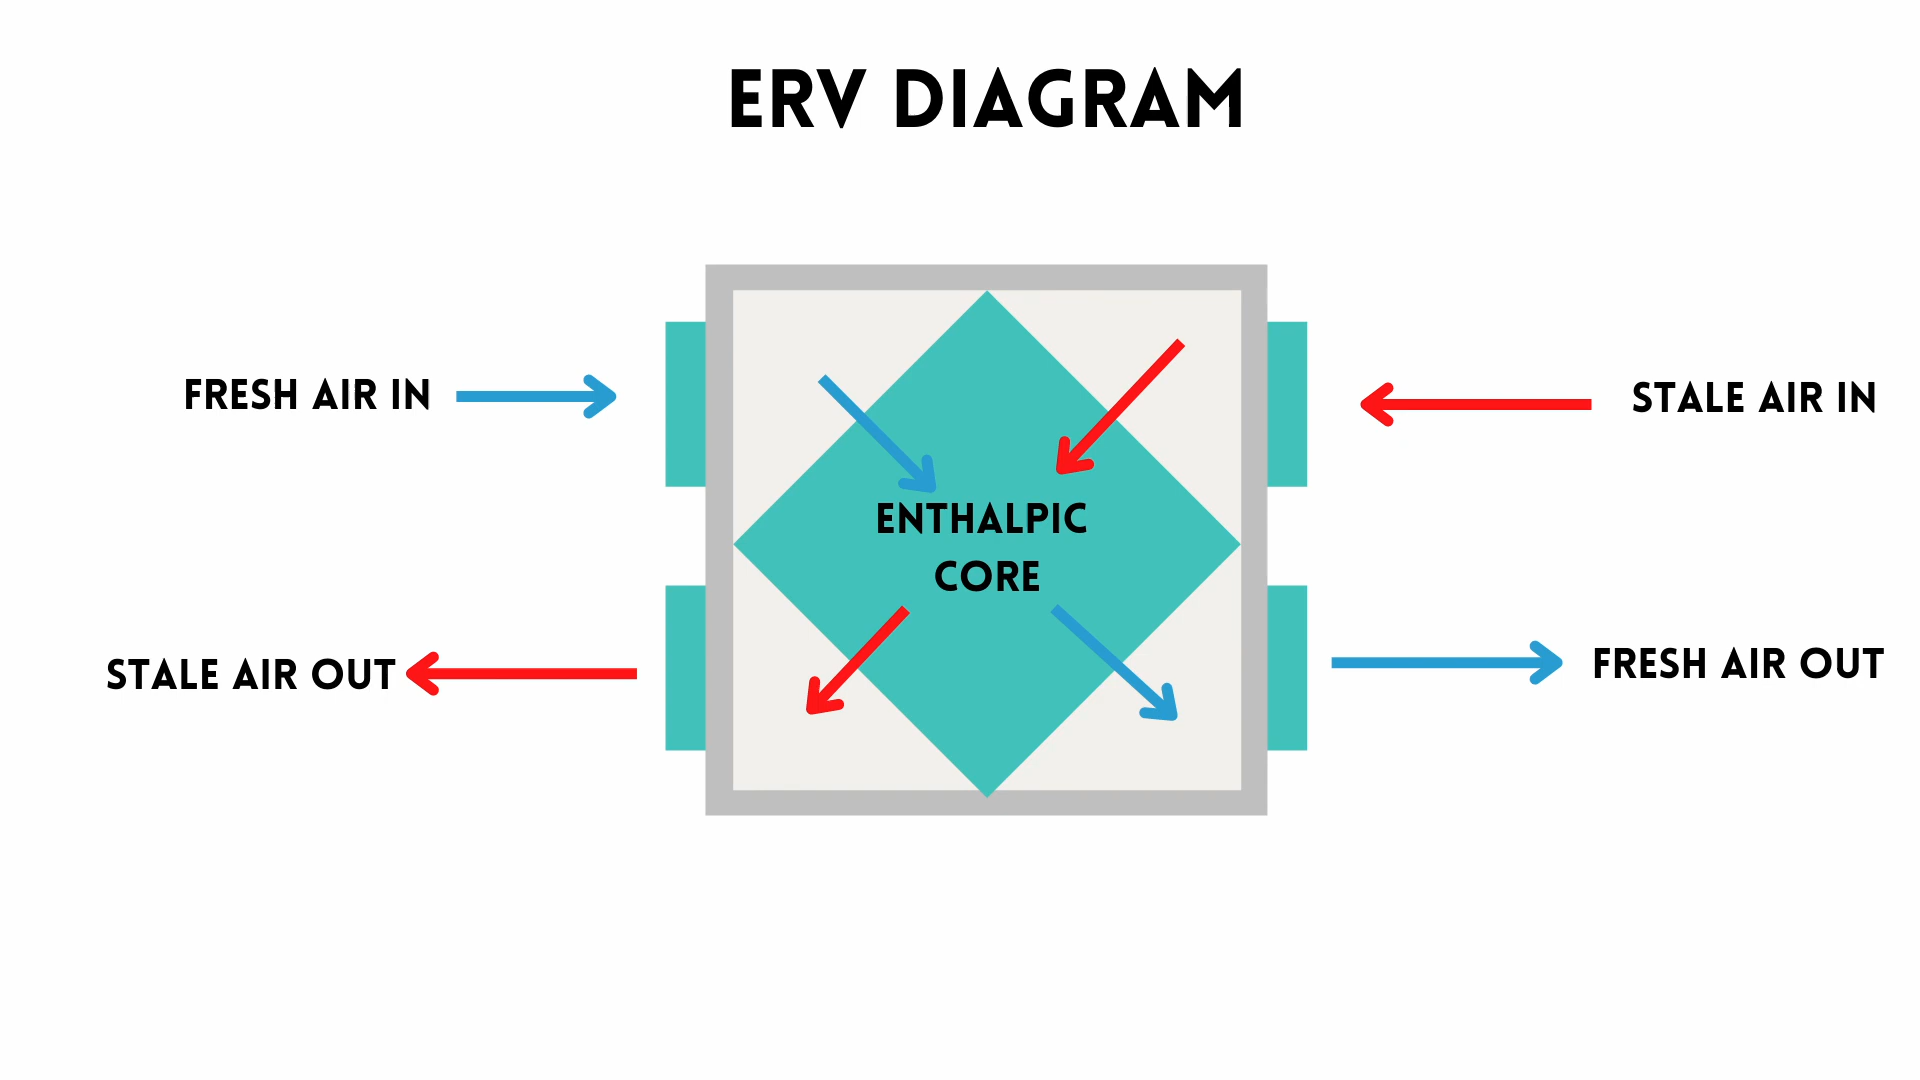 ERV DIAGRAM
FRESH AIR IN
STALE AIR IN
ENTHALPIC
CORE
STALE AIR OUT
FRESH AIR OUT